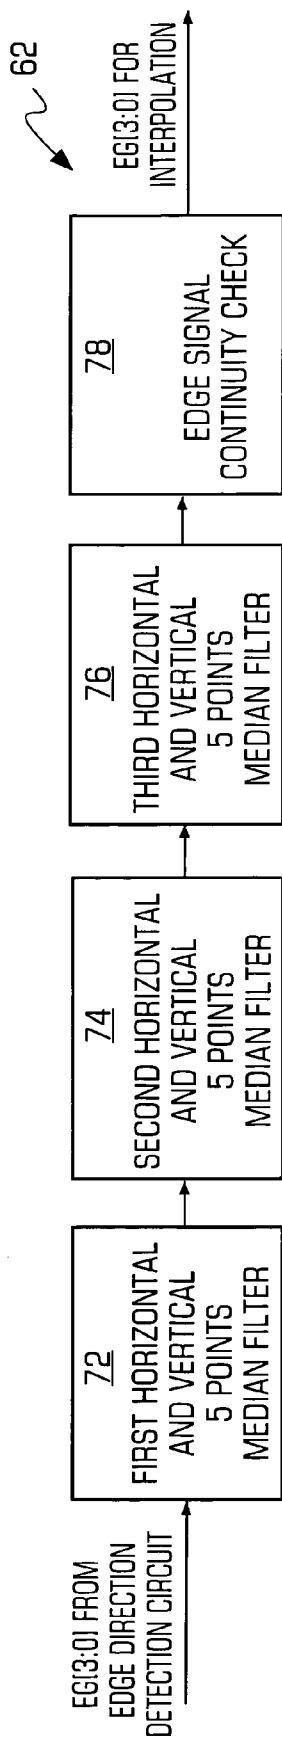 62
EG[3:0] FROM
EDGE DIRECTION
DETECTION CIRCUIT
72
FIRST HORIZONTAL
AND VERTICAL
5 POINTS
MEDIAN FILTER
74
SECOND HORIZONTAL
AND VERTICAL
5 POINTS
MEDIAN FILTER
76
THIRD HORIZONTAL
AND VERTICAL
5 POINTS
MEDIAN FILTER
78
EDGE SIGNAL
CONTINUITY CHECK
EG[3:0] FOR
INTERPOLATION